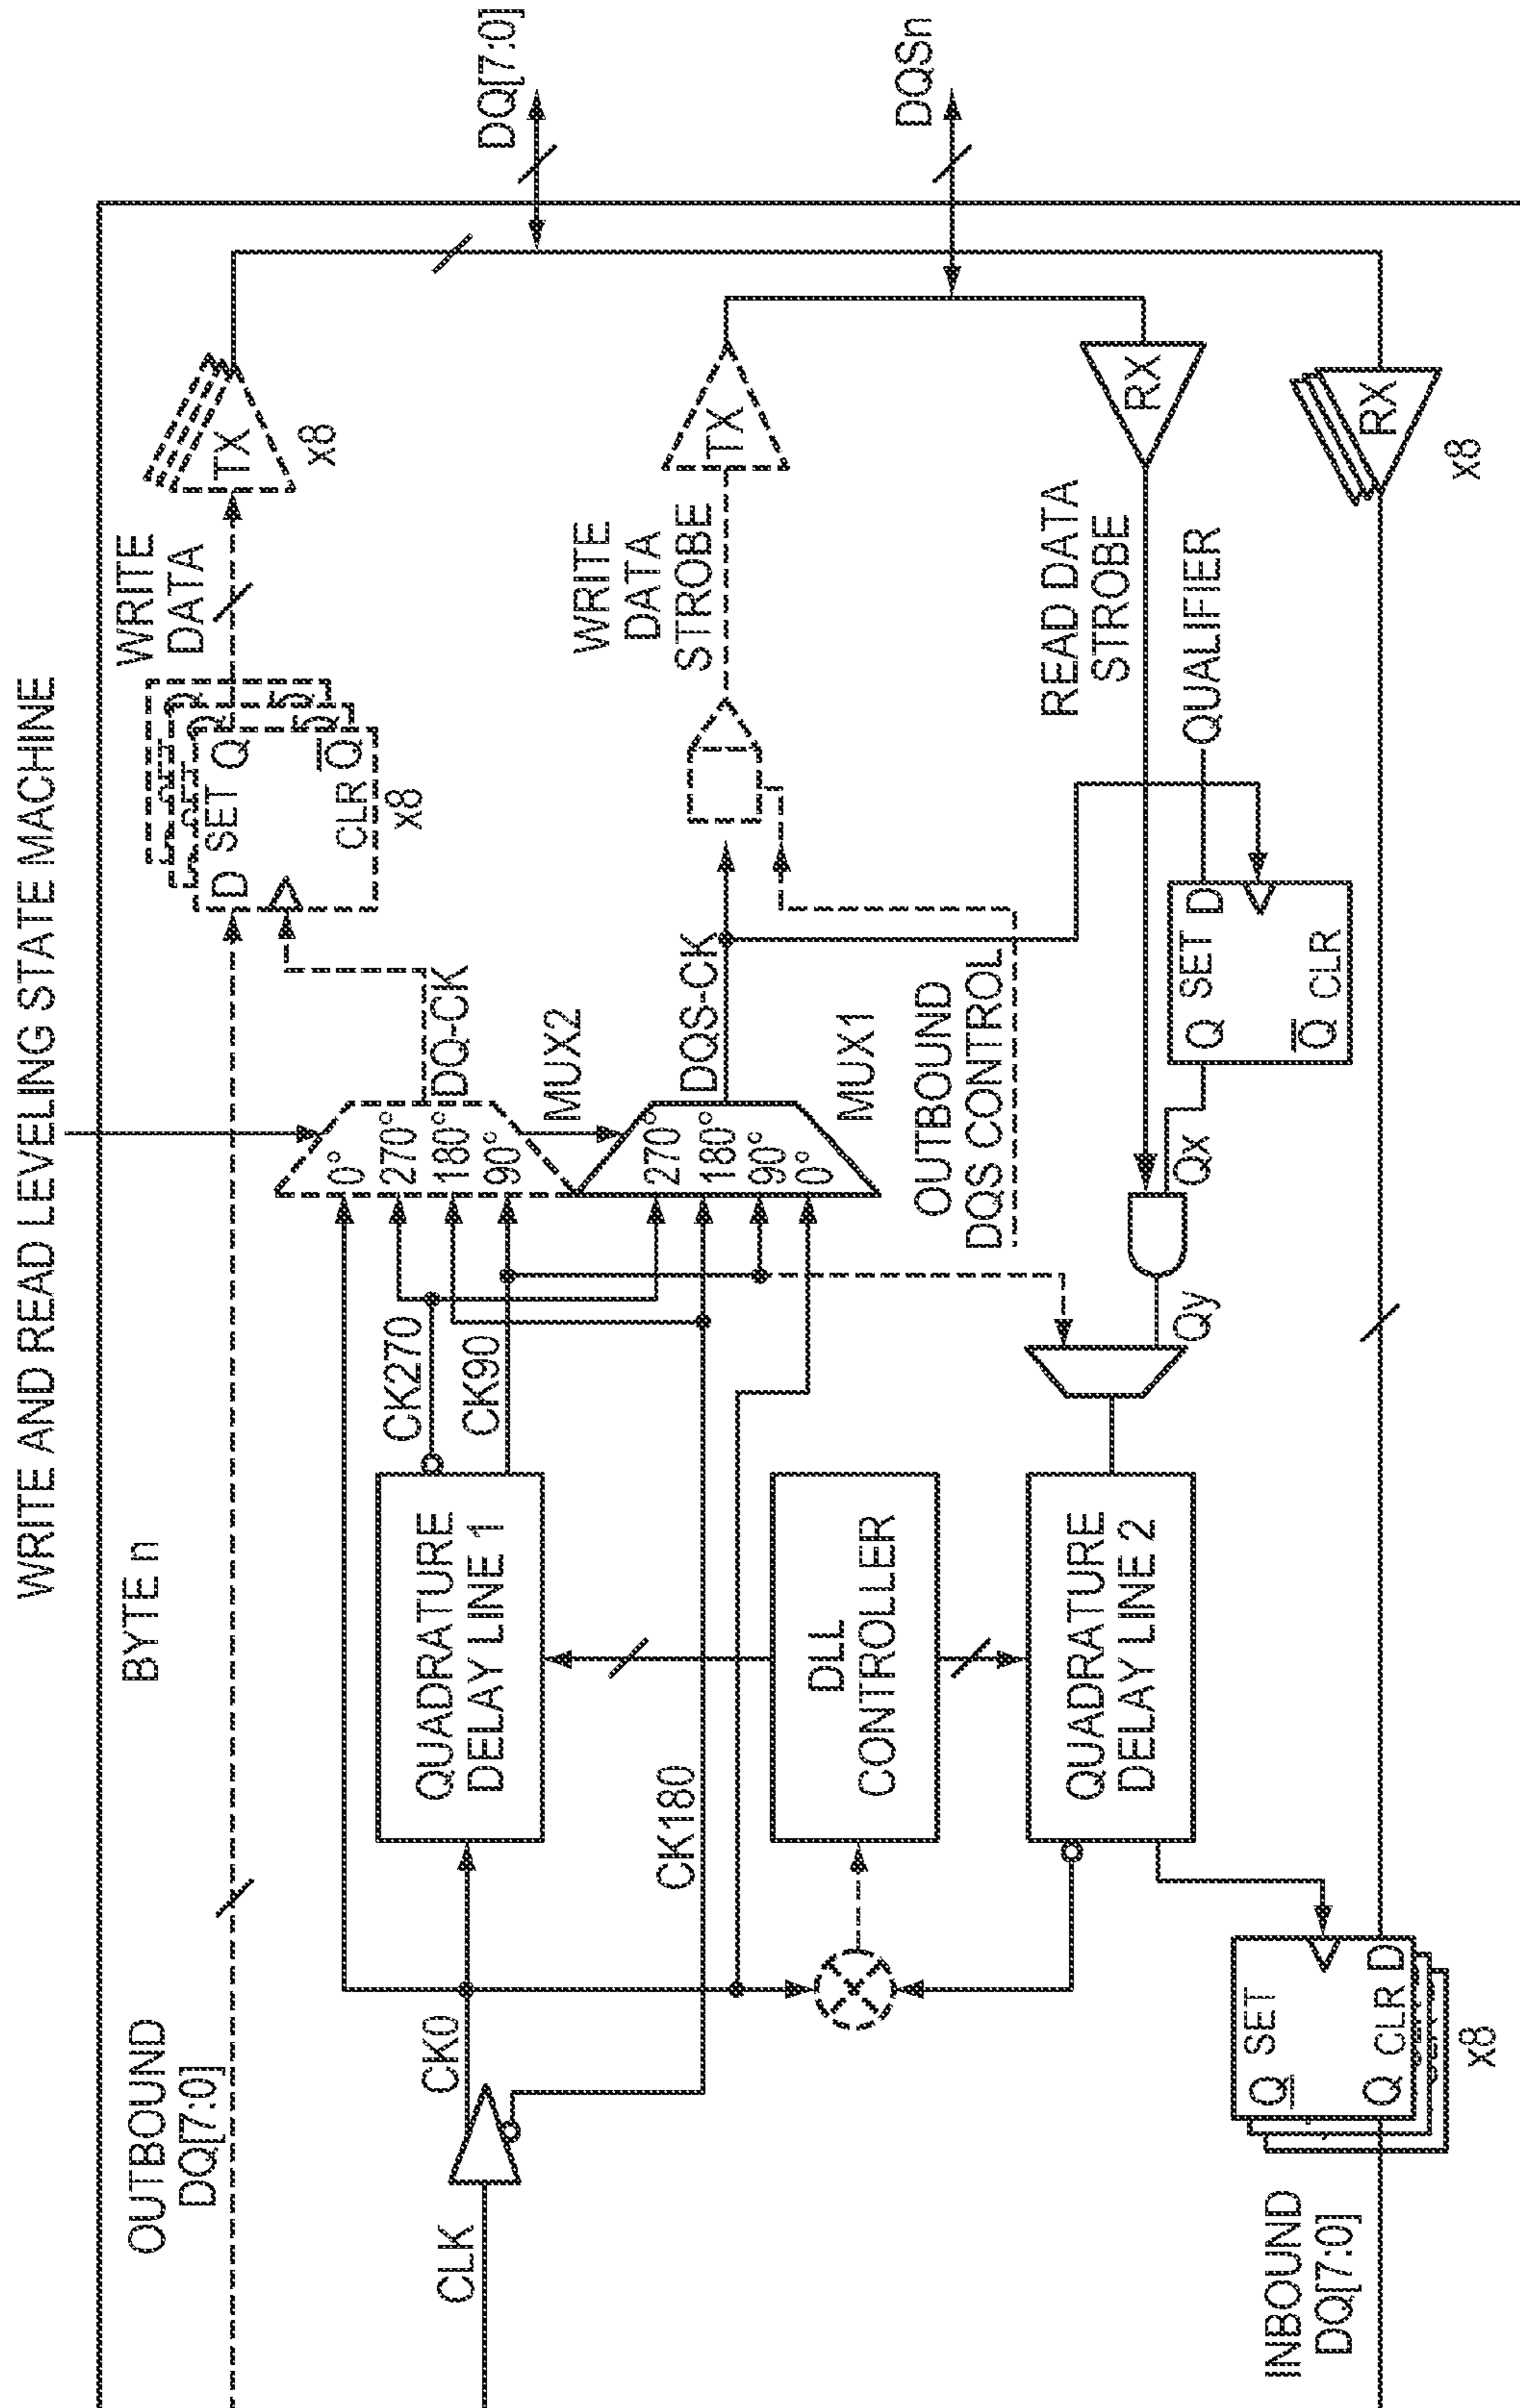 WRITE AND READ LEVELING STATE MACHINE
BYTE n
OUTBOUND
DQ[7:0]
WRITE
DATA
TX
x8
D SET Q
CLR Q
x8
DQ[7:0]
DQSn
CLK
CK0
QUADRATURE
DELAY LINE 1
CK270
CK90
CK180
0°
270°
180°
90°
DQ-CK
MUX2
270°
180°
90°
0°
DQS-CK
MUX1
WRITE
DATA
STROBE
TX
OUTBOUND
DQS CONTROL
DLL
CONTROLLER
QUADRATURE
DELAY LINE 2
Qy
Qx
Q SET D
Q CLR
READ DATA
STROBE
QUALIFIER
RX
RX
x8
Q SET
Q CLR D
x8
INBOUND
DQ[7:0]